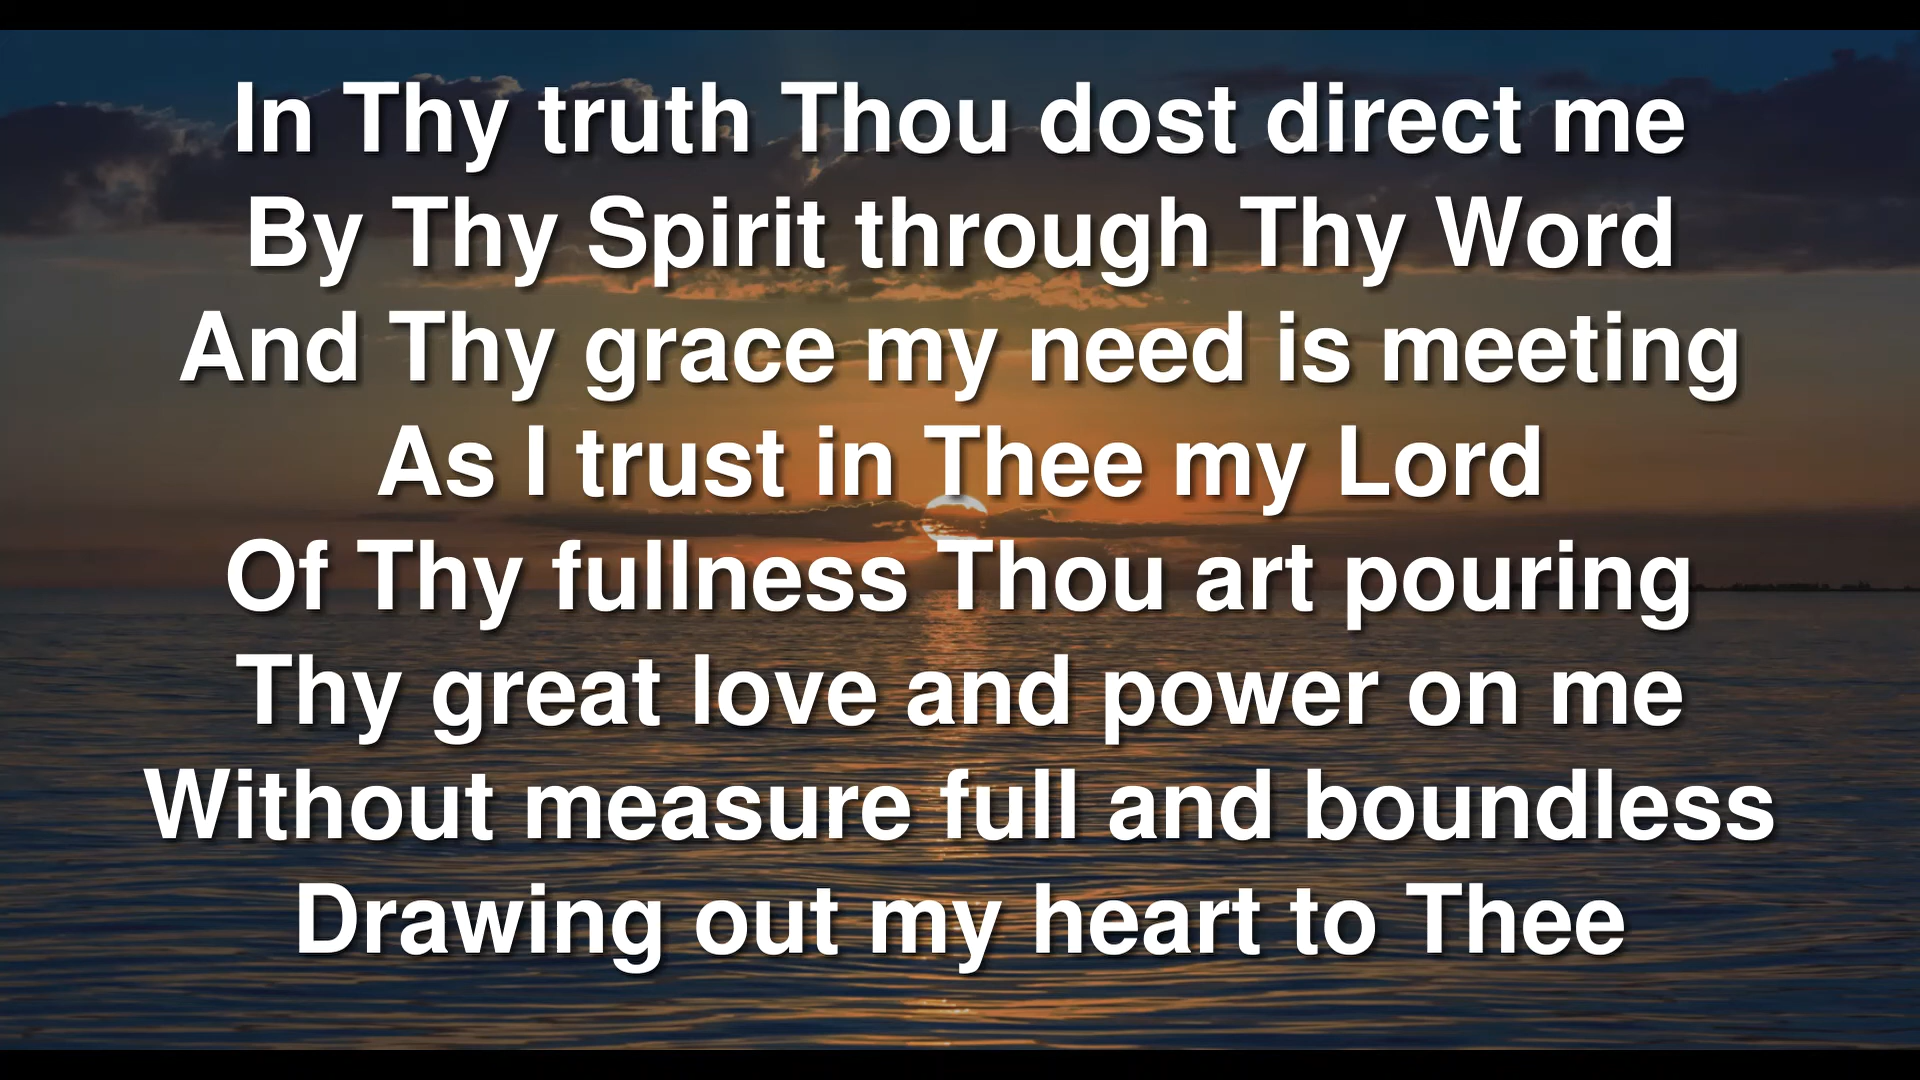 In Thy truth Thou dost direct me
By Thy Spirit through Thy Word
And Thy grace my need is meeting
As I trust in Thee my Lord
Of Thy fullness Thou art pouring
Thy great love and power on me
Without measure full and boundless
Drawing out my heart to Thee